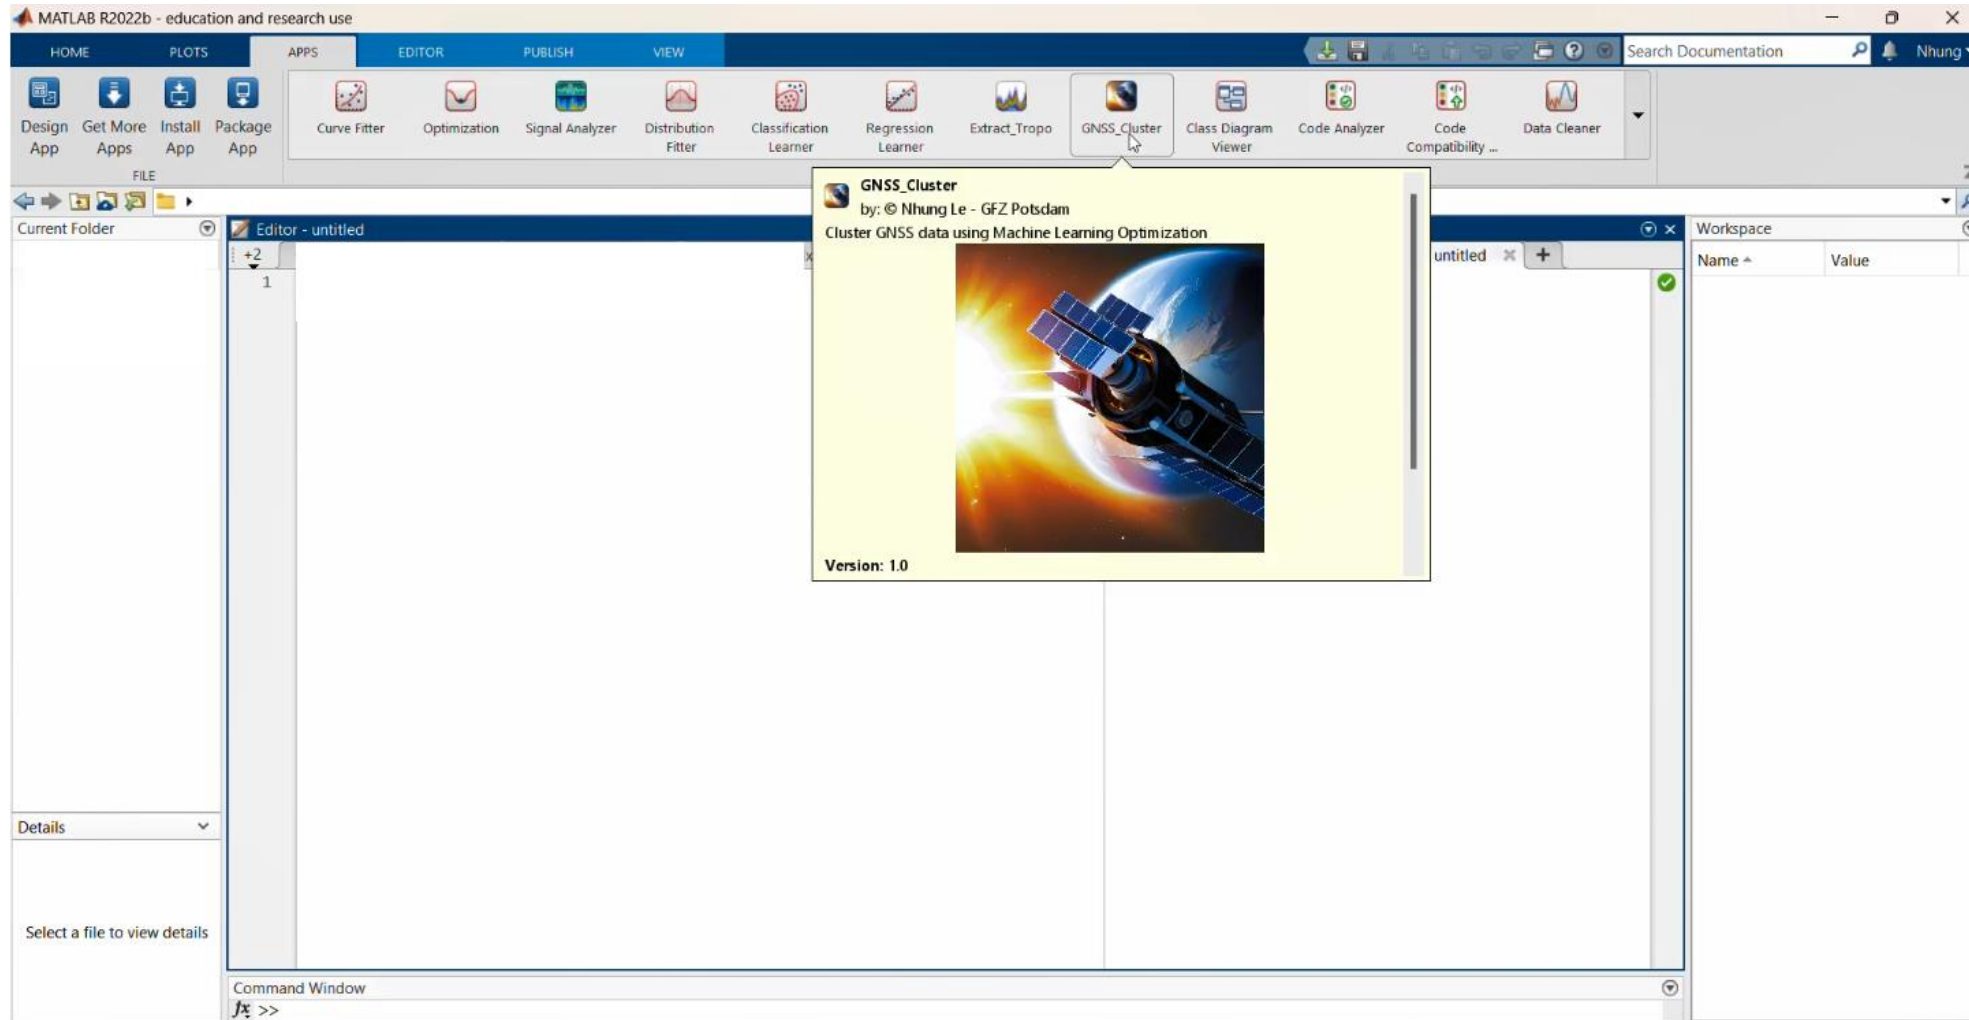 MATLAB R2022b - education and research use
HOME PLOTS APPS EDITOR PUBLISH VIEW Search Documentation Nhung
Design App
Get More Apps
Install App
Package App
Curve Fitter
Optimization
Signal Analyzer
Distribution Fitter
Classification Learner
Regression Learner
Extract_Tropo
GNSS_Cluster
Class Diagram Viewer
Code Analyzer
Code Compatibility ...
Data Cleaner
FILE
GNSS_Cluster
by: © Nhung Le - GFZ Potsdam
Cluster GNSS data using Machine Learning Optimization
Version: 1.0
Current Folder
Editor - untitled
+2
untitled
+
1
Workspace
Name Value
Details
Select a file to view details
Command Window
fx >>